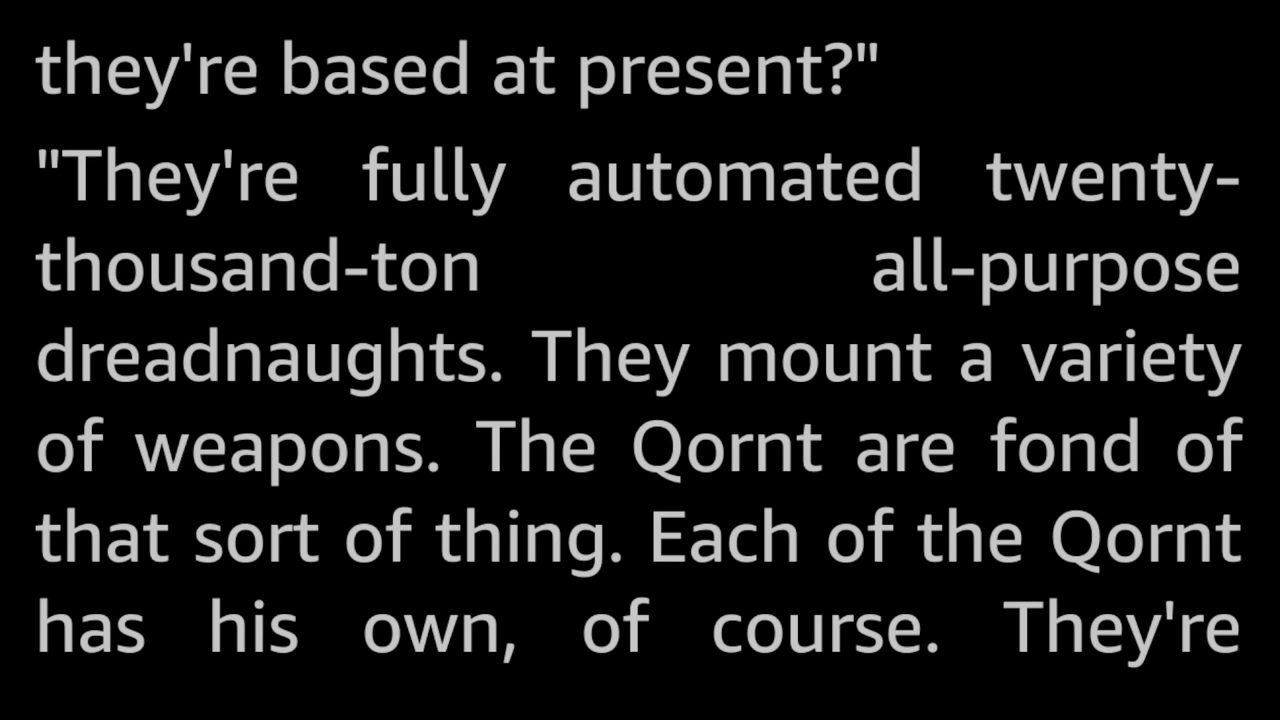 they're based at present?"
"They're fully automated twenty-
thousand-ton all-purpose
dreadnaughts. They mount a variety
of weapons. The Qornt are fond of
that sort of thing. Each of the Qornt
has his own, of course. They're